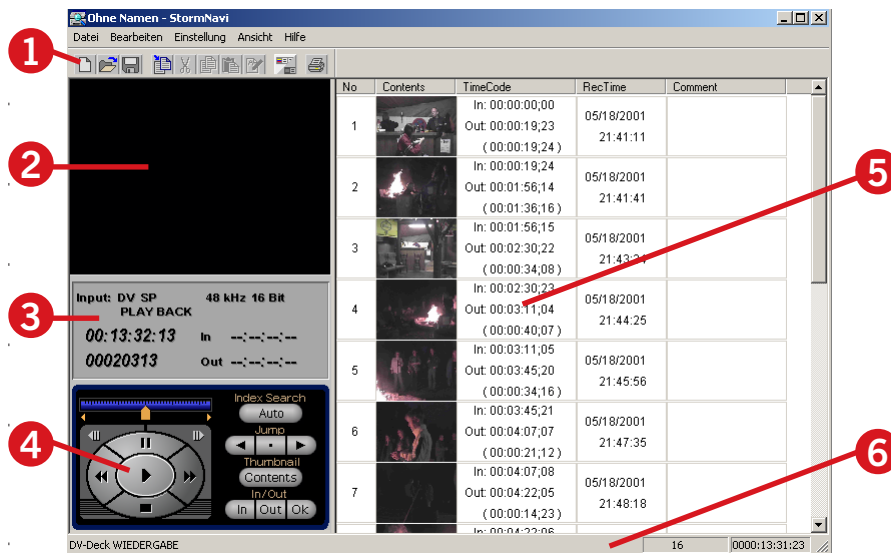 Ohne Namen - StormNavi
Datei Bearbeiten Einstellung Ansicht Hilfe
1
2
3
4
5
6
Input: DV SP 48 kHz 16 Bit
PLAY BACK
00:13:32:13 In --:--:--:--
00020313 Out --:--:--:--
Index Search
Auto
Jump
Thumbnail
Contents
In/Out
In Out Ok
No Contents TimeCode RecTime Comment
1 In: 00:00:00;00 Out: 00:00:19;23 ( 00:00:19;24 ) 05/18/2001 21:41:11
2 In: 00:00:19;24 Out: 00:01:56;14 ( 00:01:36;16 ) 05/18/2001 21:41:41
3 In: 00:01:56;15 Out: 00:02:30;22 ( 00:00:34;08 ) 05/18/2001
4 In: 00:02:30;23 Out: 00:03:11;04 ( 00:00:40;07 ) 05/18/2001 21:44:25
5 In: 00:03:11;05 Out: 00:03:45;20 ( 00:00:34;16 ) 05/18/2001 21:45:56
6 In: 00:03:45;21 Out: 00:04:07;07 ( 00:00:21;12 ) 05/18/2001 21:47:35
7 In: 00:04:07;08 Out: 00:04:22;05 ( 00:00:14;23 ) 05/18/2001 21:48:18
In: 00:04:22;06
DV-Deck WIEDERGABE 16 0000:13:31:23